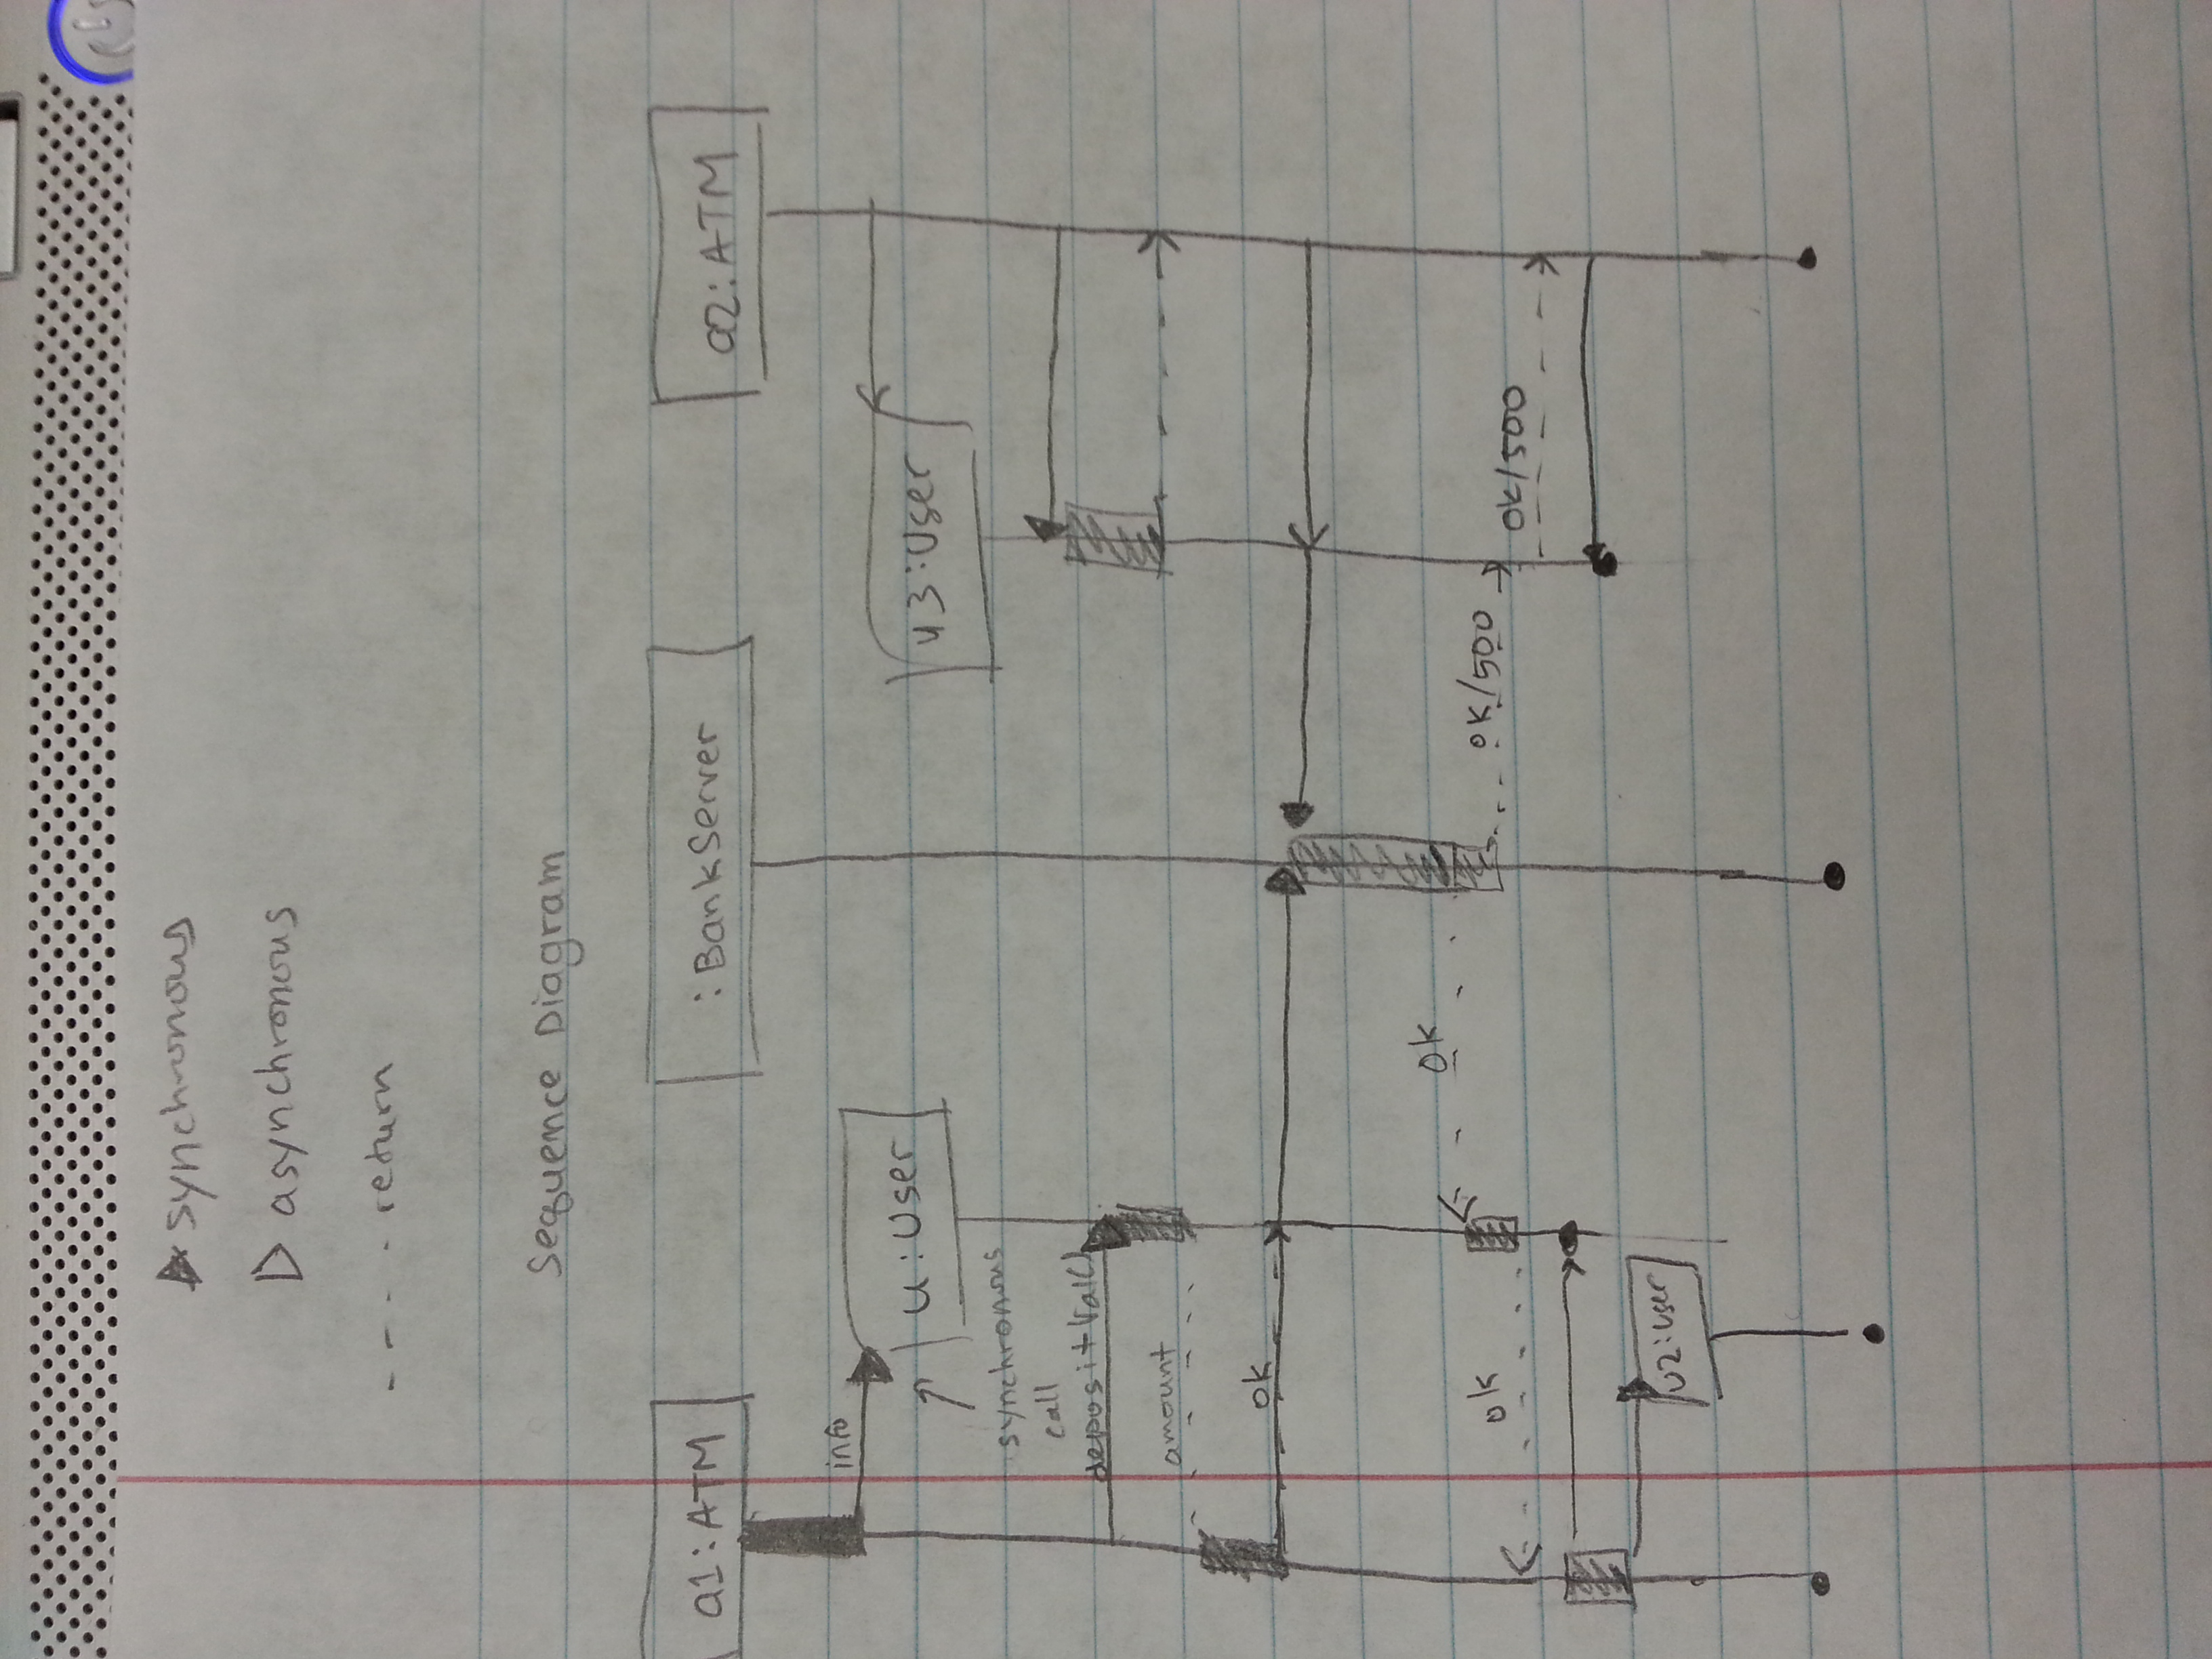 synchronous
asynchronous
return
Sequence Diagram
a1:ATM
:BankServer
a2:ATM
info
u:User
u3:User
synchronous
call
depositVal()
amount
ok
ok
ok
ok/500
ok/500
u2:user